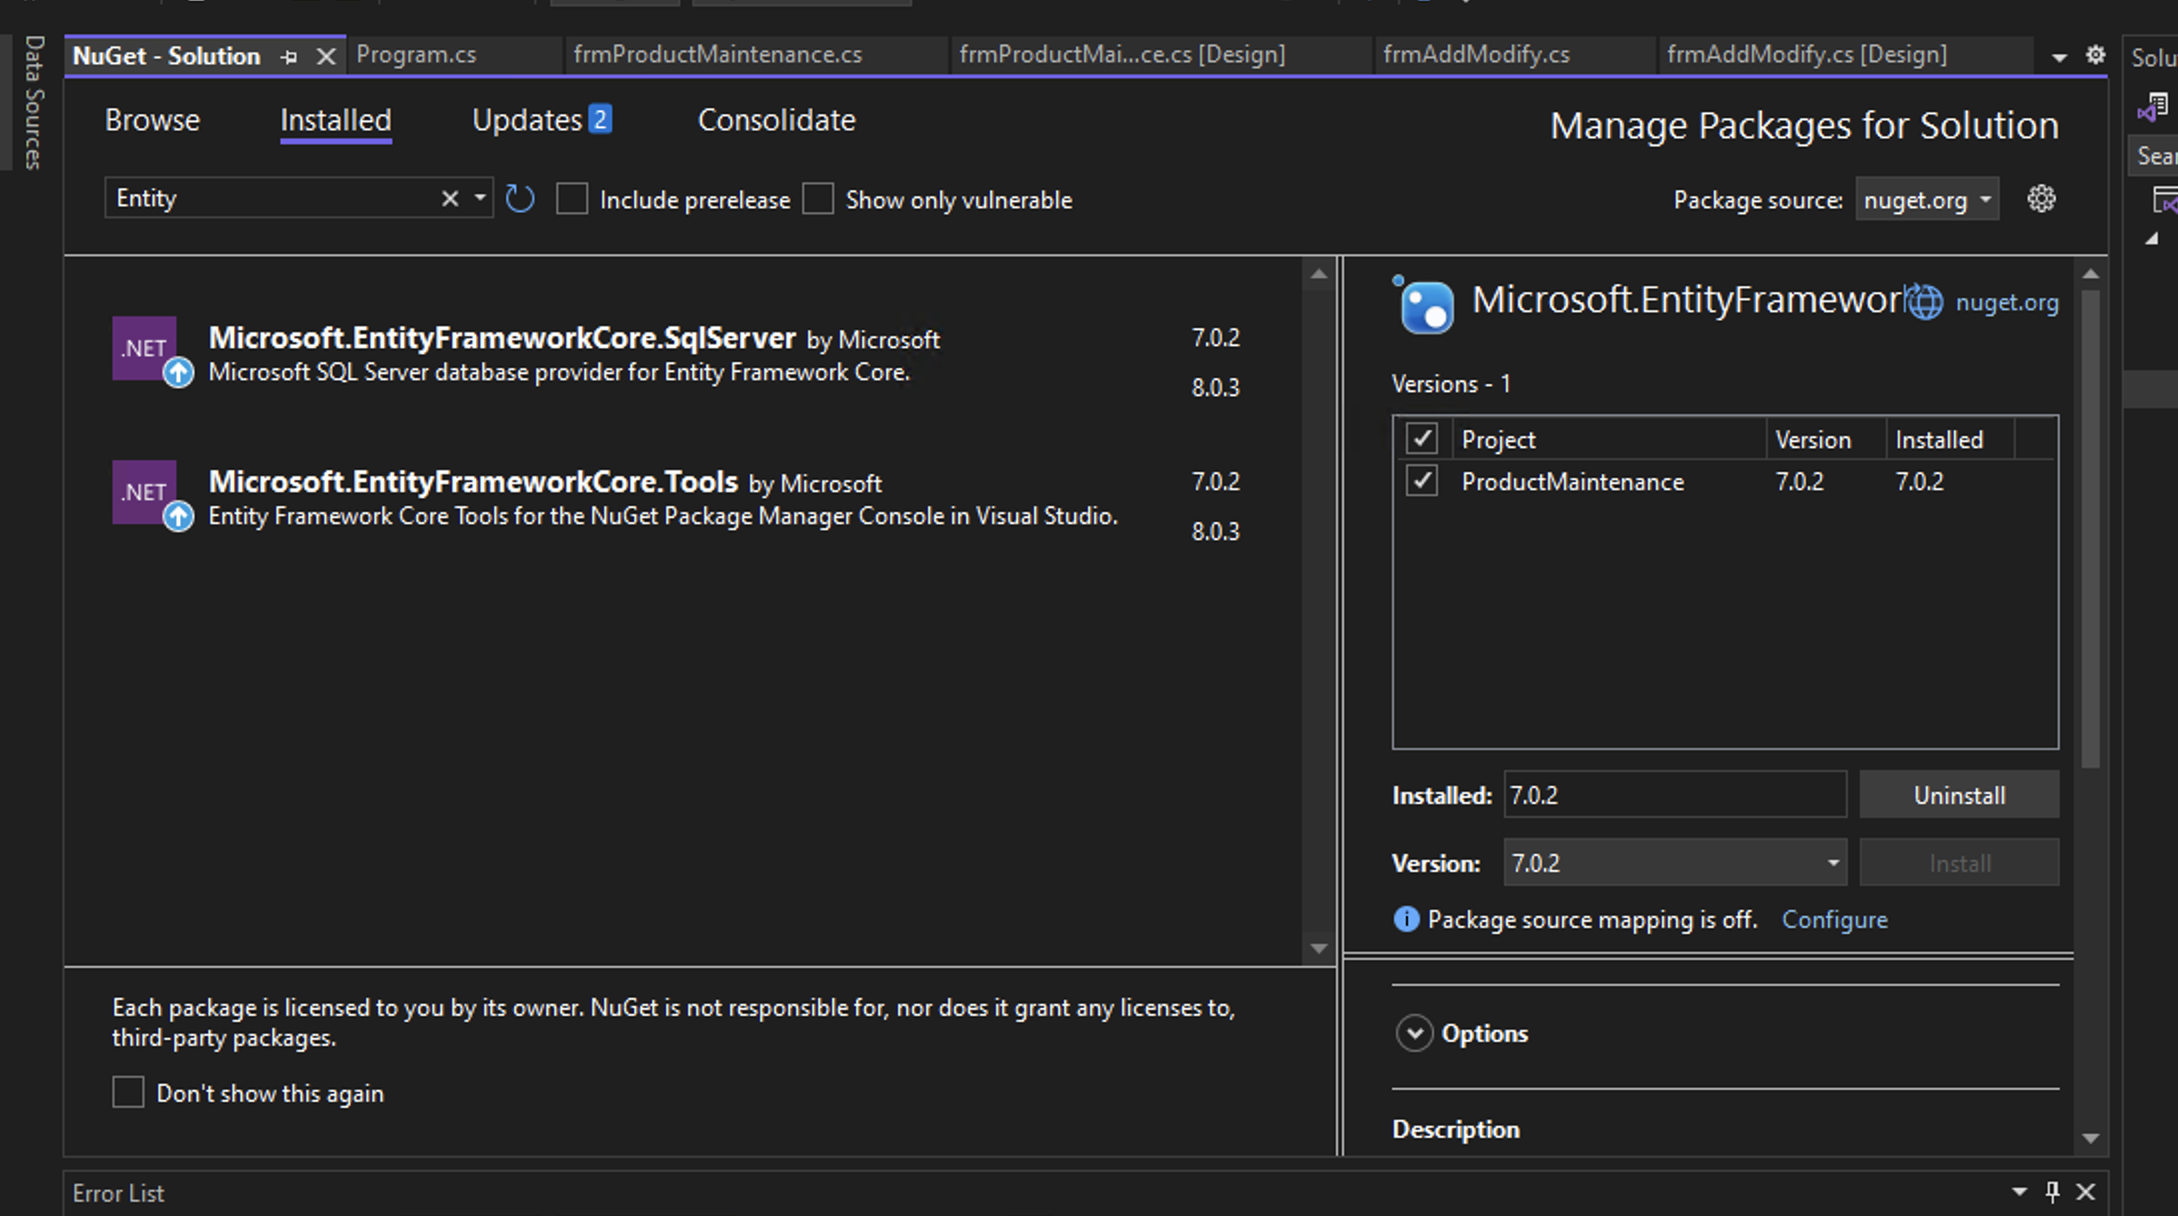 Data Sources
NuGet - Solution
Program.cs
frmProductMaintenance.cs
frmProductMai...ce.cs [Design]
frmAddModify.cs
frmAddModify.cs [Design]
Solu
Browse
Installed
Updates 2
Consolidate
Manage Packages for Solution
Sear
Entity
Include prerelease
Show only vulnerable
Package source: nuget.org
.NET
Microsoft.EntityFrameworkCore.SqlServer by Microsoft
7.0.2
Microsoft SQL Server database provider for Entity Framework Core.
8.0.3
.NET
Microsoft.EntityFrameworkCore.Tools by Microsoft
7.0.2
Entity Framework Core Tools for the NuGet Package Manager Console in Visual Studio.
8.0.3
Microsoft.EntityFramework
nuget.org
Versions - 1
Project Version Installed
ProductMaintenance 7.0.2 7.0.2
Installed: 7.0.2 Uninstall
Version: 7.0.2 Install
Package source mapping is off. Configure
Options
Description
Each package is licensed to you by its owner. NuGet is not responsible for, nor does it grant any licenses to,
third-party packages.
Don't show this again
Error List